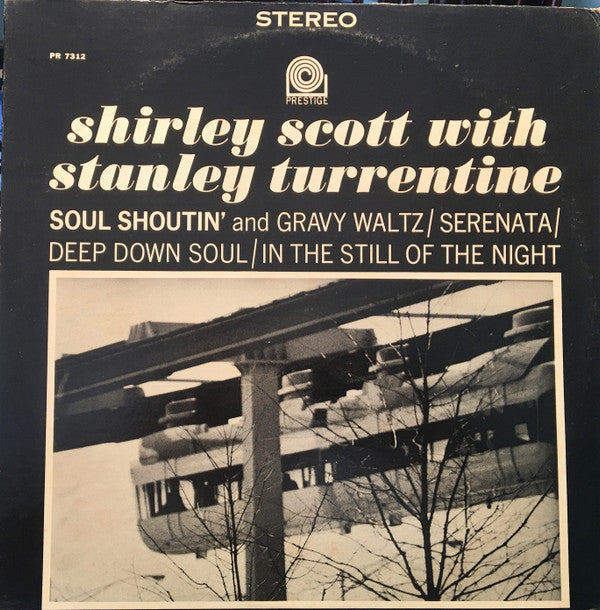 STEREO
PR 7312
PRESTIGE
shirley scott with
stanley turrentine
SOUL SHOUTIN' and GRAVY WALTZ/SERENATA/
DEEP DOWN SOUL/IN THE STILL OF THE NIGHT